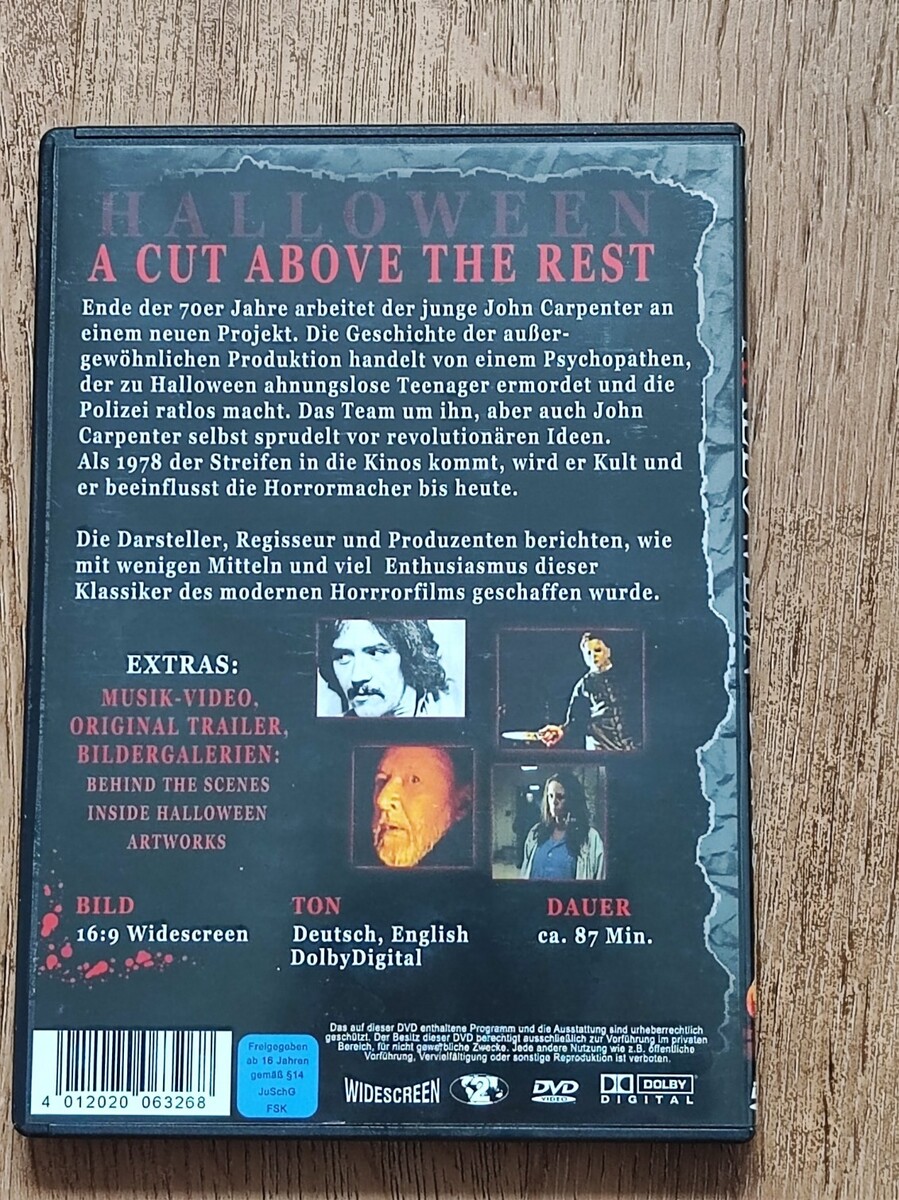 HALLOWEEN
A CUT ABOVE THE REST
Ende der 70er Jahre arbeitet der junge John Carpenter an
einem neuen Projekt. Die Geschichte der außer-
gewöhnlichen Produktion handelt von einem Psychopathen,
der zu Halloween ahnungslose Teenager ermordet und die
Polizei ratlos macht. Das Team um ihn, aber auch John
Carpenter selbst sprudelt vor revolutionären Ideen.
Als 1978 der Streifen in die Kinos kommt, wird er Kult und
er beeinflusst die Horrormacher bis heute.
Die Darsteller, Regisseur und Produzenten berichten, wie
mit wenigen Mitteln und viel Enthusiasmus dieser
Klassiker des modernen Horrrorfilms geschaffen wurde.
EXTRAS:
MUSIK-VIDEO,
ORIGINAL TRAILER,
BILDERGALERIEN:
BEHIND THE SCENES
INSIDE HALLOWEEN
ARTWORKS
BILD
16:9 Widescreen
TON
Deutsch, English
DolbyDigital
DAUER
ca. 87 Min.
4 012020 063268
Freigegeben
ab 16 Jahren
gemäß §14
JuSchG
FSK
Das auf dieser DVD enthaltene Programm und die Ausstattung sind urheberrechtlich
geschützt. Der Besitz dieser DVD berechtigt ausschließlich zur Vorführung im privaten
Bereich, für nicht gewerbliche Zwecke. Jede andere Nutzung wie z.B. öffentliche
Vorführung, Vervielfältigung oder sonstige Reproduktion ist verboten.
WIDESCREEN
2
DVD
VIDEO
DOLBY
DIGITAL